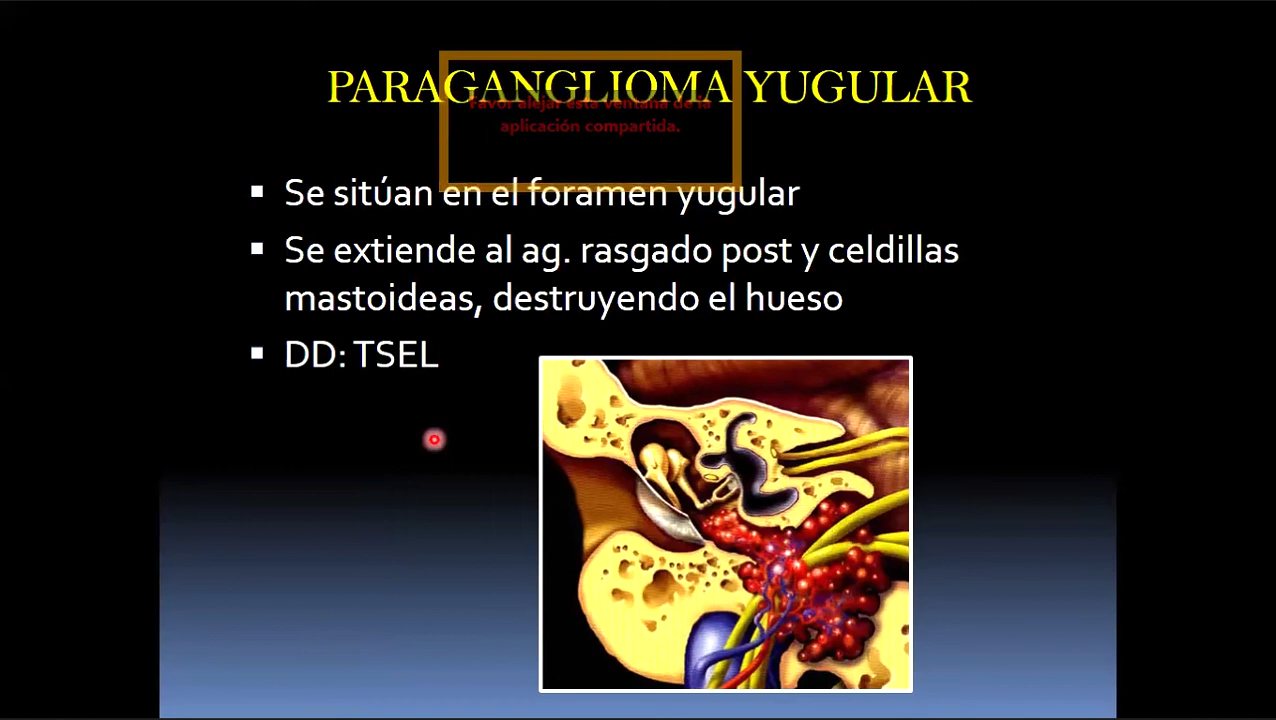 PARAGANGLIOMA YUGULAR
Favor alejar esta ventana de la
aplicación compartida.
Se sitúan en el foramen yugular
Se extiende al ag. rasgado post y celdillas
mastoideas, destruyendo el hueso
DD: TSEL